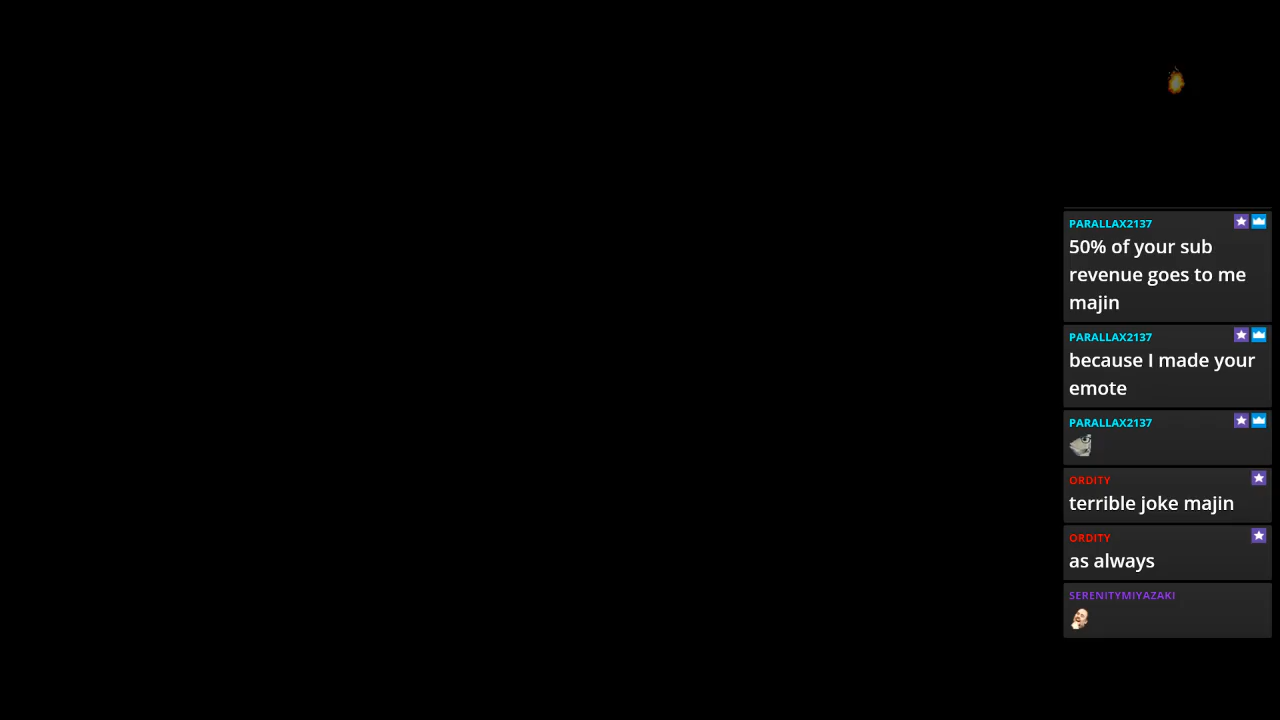 PARALLAX2137
50% of your sub
revenue goes to me
majin
PARALLAX2137
because I made your
emote
PARALLAX2137
ORDITY
terrible joke majin
ORDITY
as always
SERENITYMIYAZAKI